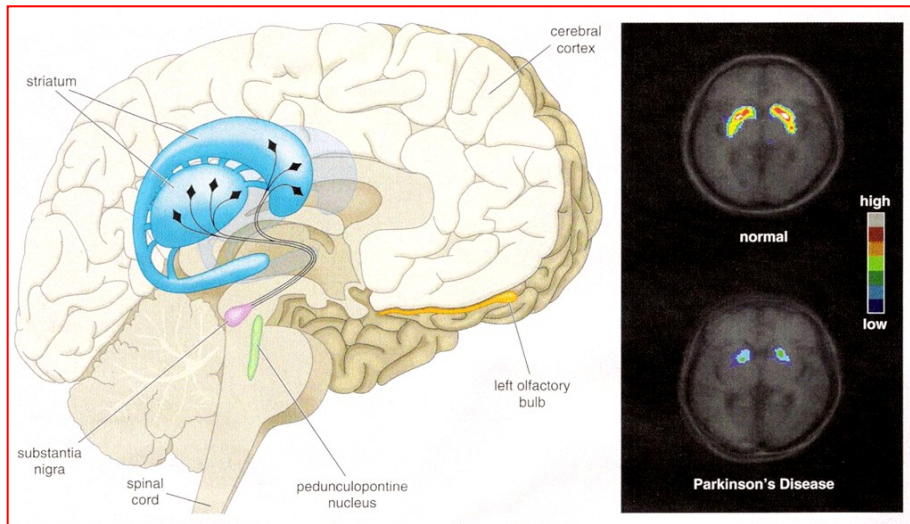 cerebral
cortex
striatum
substantia
nigra
spinal
cord
pedunculopontine
nucleus
left olfactory
bulb
normal
high
low
Parkinson's Disease